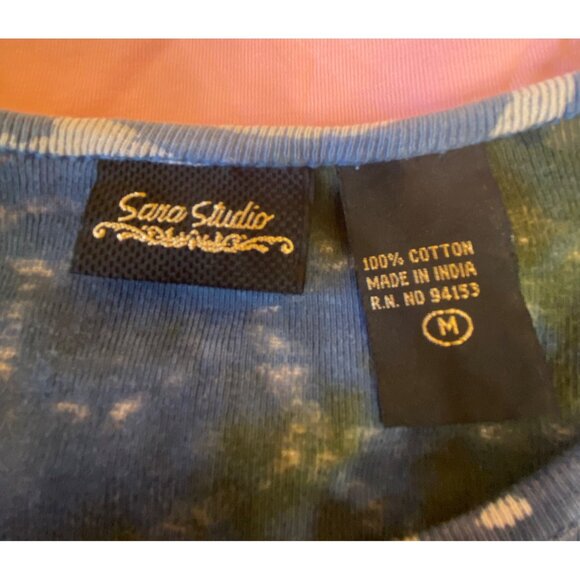 Sara Studio
100% COTTON
MADE IN INDIA
R.N. NO 94153
M